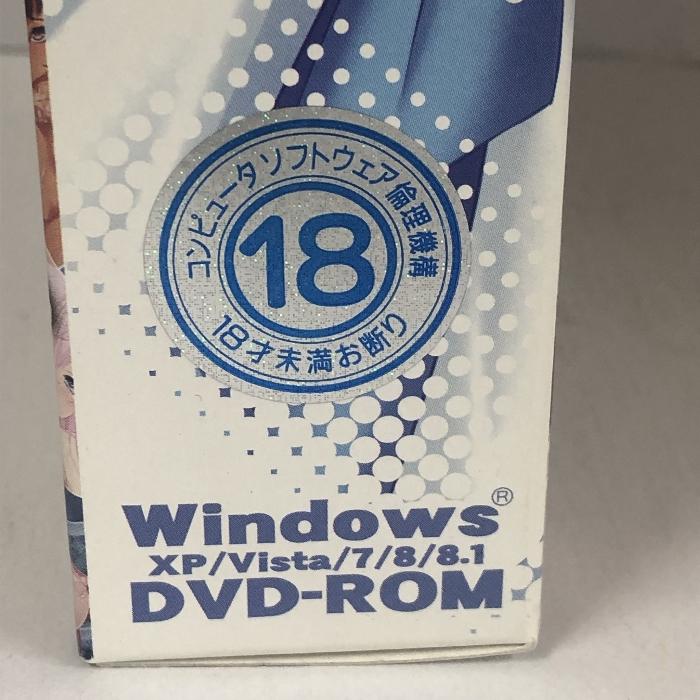 コンピュータソフトウェア倫理機構
18
18才未満お断り
Windows®
XP/Vista/7/8/8.1
DVD-ROM